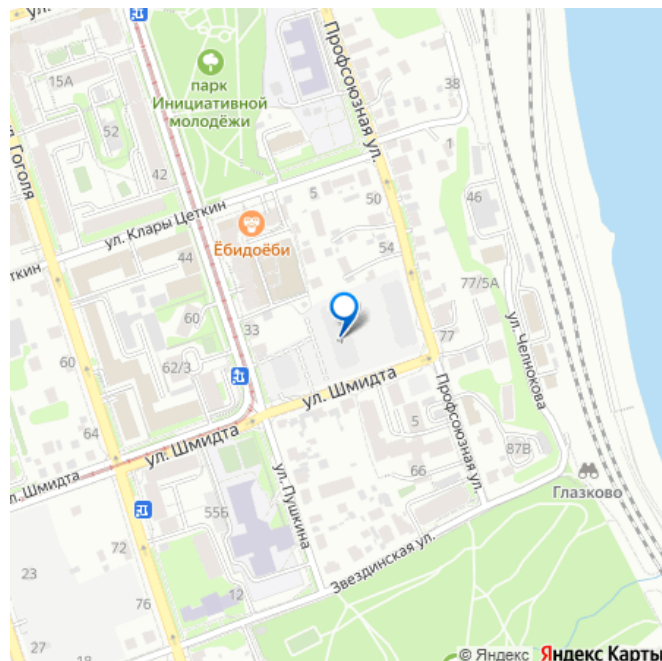 ул.
15А
парк
Инициативной
молодёжи
Профсоюзная ул.
38
52
Гоголя
42
1
5
50
46
ул. Клары Цеткин
Ёбидоёби
54
ткин
44
77/5А
60
33
ул. Челнокова
60
62/3
77
ул. Шмидта
Профсоюзная ул.
64
ул. Шмидта
5
87В
66
Шмидта
ул. Пушкина
Глазково
55Б
72
Звездинская ул.
23
12
76
27
18
© Яндекс Яндекс Карты